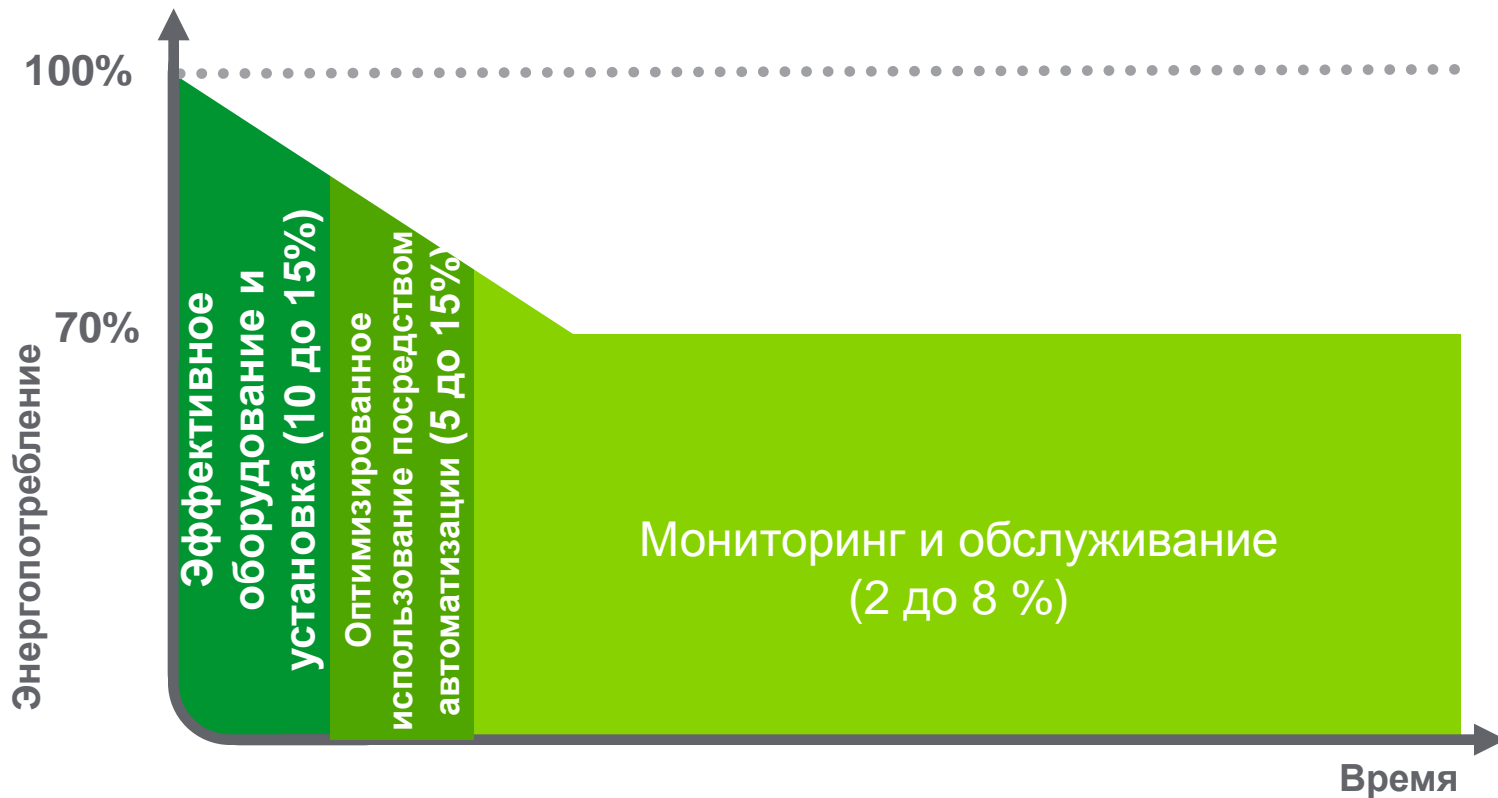 100%
70%
Энергопотребление
Эффективное
оборудование и
установка (10 до 15%)
Оптимизированное
использование посредством
автоматизации (5 до 15%)
Мониторинг и обслуживание
(2 до 8 %)
Время